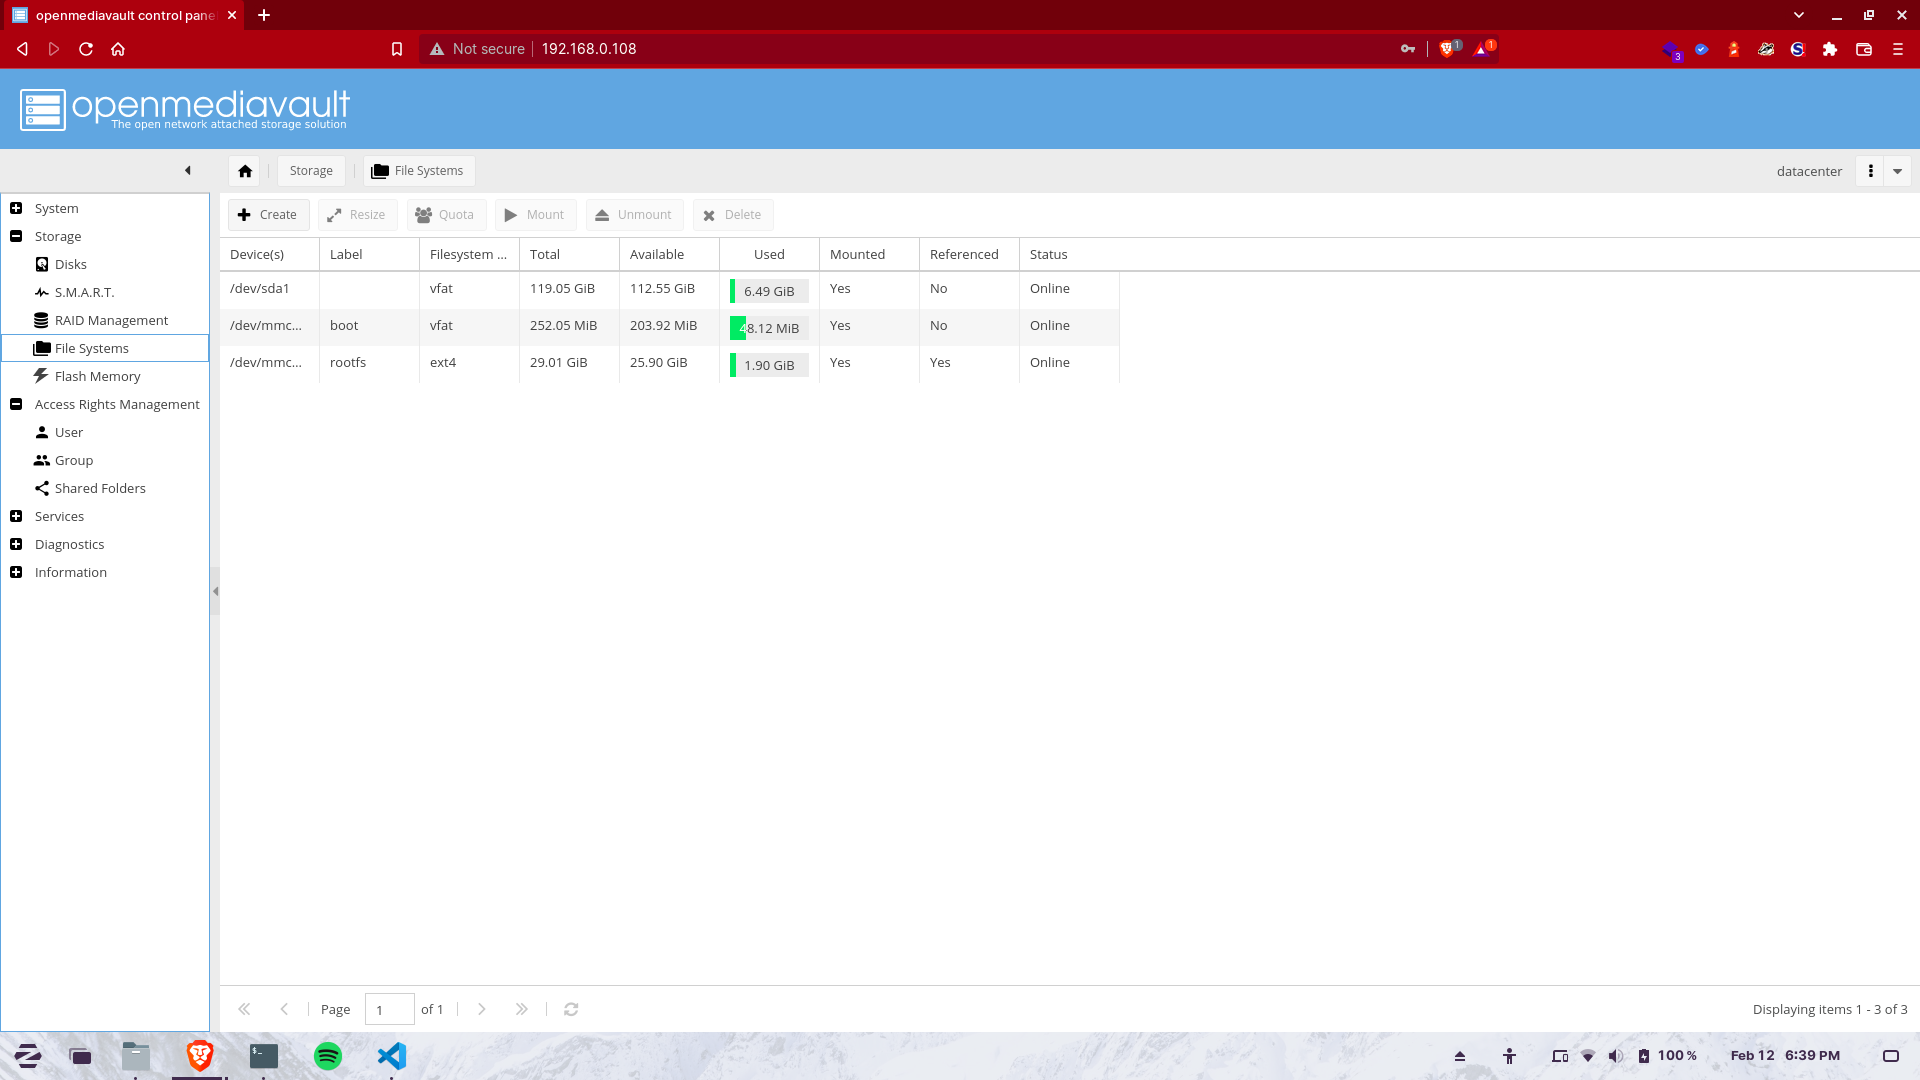 openmediavault control pane
Not secure 192.168.0.108 1 1 3
openmediavault
The open network attached storage solution
Storage File Systems datacenter
Create Resize Quota Mount Unmount Delete
Device(s) Label Filesystem ... Total Available Used Mounted Referenced Status
/dev/sda1 vfat 119.05 GiB 112.55 GiB 6.49 GiB Yes No Online
/dev/mmc... boot vfat 252.05 MiB 203.92 MiB 48.12 MiB Yes No Online
/dev/mmc... rootfs ext4 29.01 GiB 25.90 GiB 1.90 GiB Yes Yes Online
System
Storage
Disks
S.M.A.R.T.
RAID Management
File Systems
Flash Memory
Access Rights Management
User
Group
Shared Folders
Services
Diagnostics
Information
Page 1 of 1 Displaying items 1 - 3 of 3
100 % Feb 12 6:39 PM